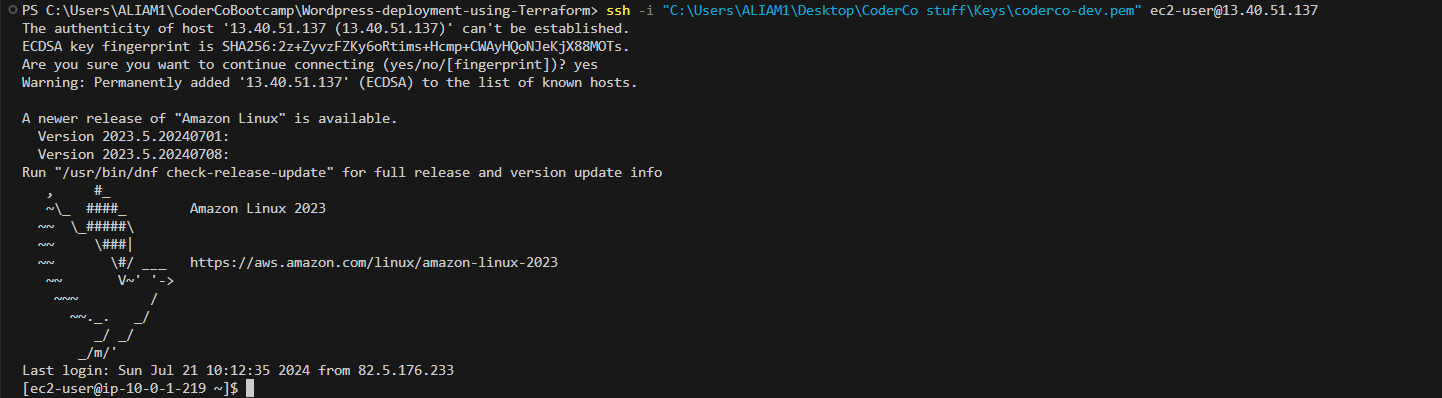 PS C:\Users\ALIAM1\CoderCoBootcamp\Wordpress-deployment-using-Terraform> ssh -i "C:\Users\ALIAM1\Desktop\CoderCo stuff\Keys\coderco-dev.pem" ec2-user@13.40.51.137
The authenticity of host '13.40.51.137 (13.40.51.137)' can't be established.
ECDSA key fingerprint is SHA256:2z+ZyvzFZKy6oRtims+Hcmp+CWAyHQoNJeKjX88MOTs.
Are you sure you want to continue connecting (yes/no/[fingerprint])? yes
Warning: Permanently added '13.40.51.137' (ECDSA) to the list of known hosts.

A newer release of "Amazon Linux" is available.
  Version 2023.5.20240701:
  Version 2023.5.20240708:
Run "/usr/bin/dnf check-release-update" for full release and version update info
   ,     #_
   ~\_  ####_        Amazon Linux 2023
  ~~  \_#####\
  ~~     \###|
  ~~       \#/ ___   https://aws.amazon.com/linux/amazon-linux-2023
   ~~       V~' '->
    ~~~         /
      ~~._.   _/
         _/ _/
       _/m/'
Last login: Sun Jul 21 10:12:35 2024 from 82.5.176.233
[ec2-user@ip-10-0-1-219 ~]$